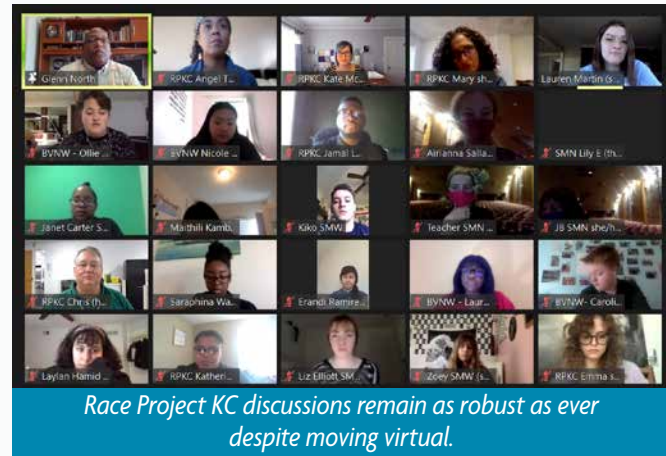 Glenn North
RPKC Angel T...
RPKC Kate Mc...
RPKC Mary sh...
Lauren Martin (s...
BVNW - Ollie ...
BVNW Nicole ...
RPKC Jamal L...
Airianna Salla...
SMN Lily E (th...
Janet Carter S...
Maithili Kamb...
Kiko SMW
Teacher SMN ...
JB SMN she/h...
RPKC Chris (h...
Saraphina Wa...
Erandi Ramire...
BVNW - Laur...
BVNW- Caroli...
Laylan Hamid ...
RPKC Katheri...
Liz Elliott SM...
Zoey SMW (s...
RPKC Emma s...
Race Project KC discussions remain as robust as ever
despite moving virtual.